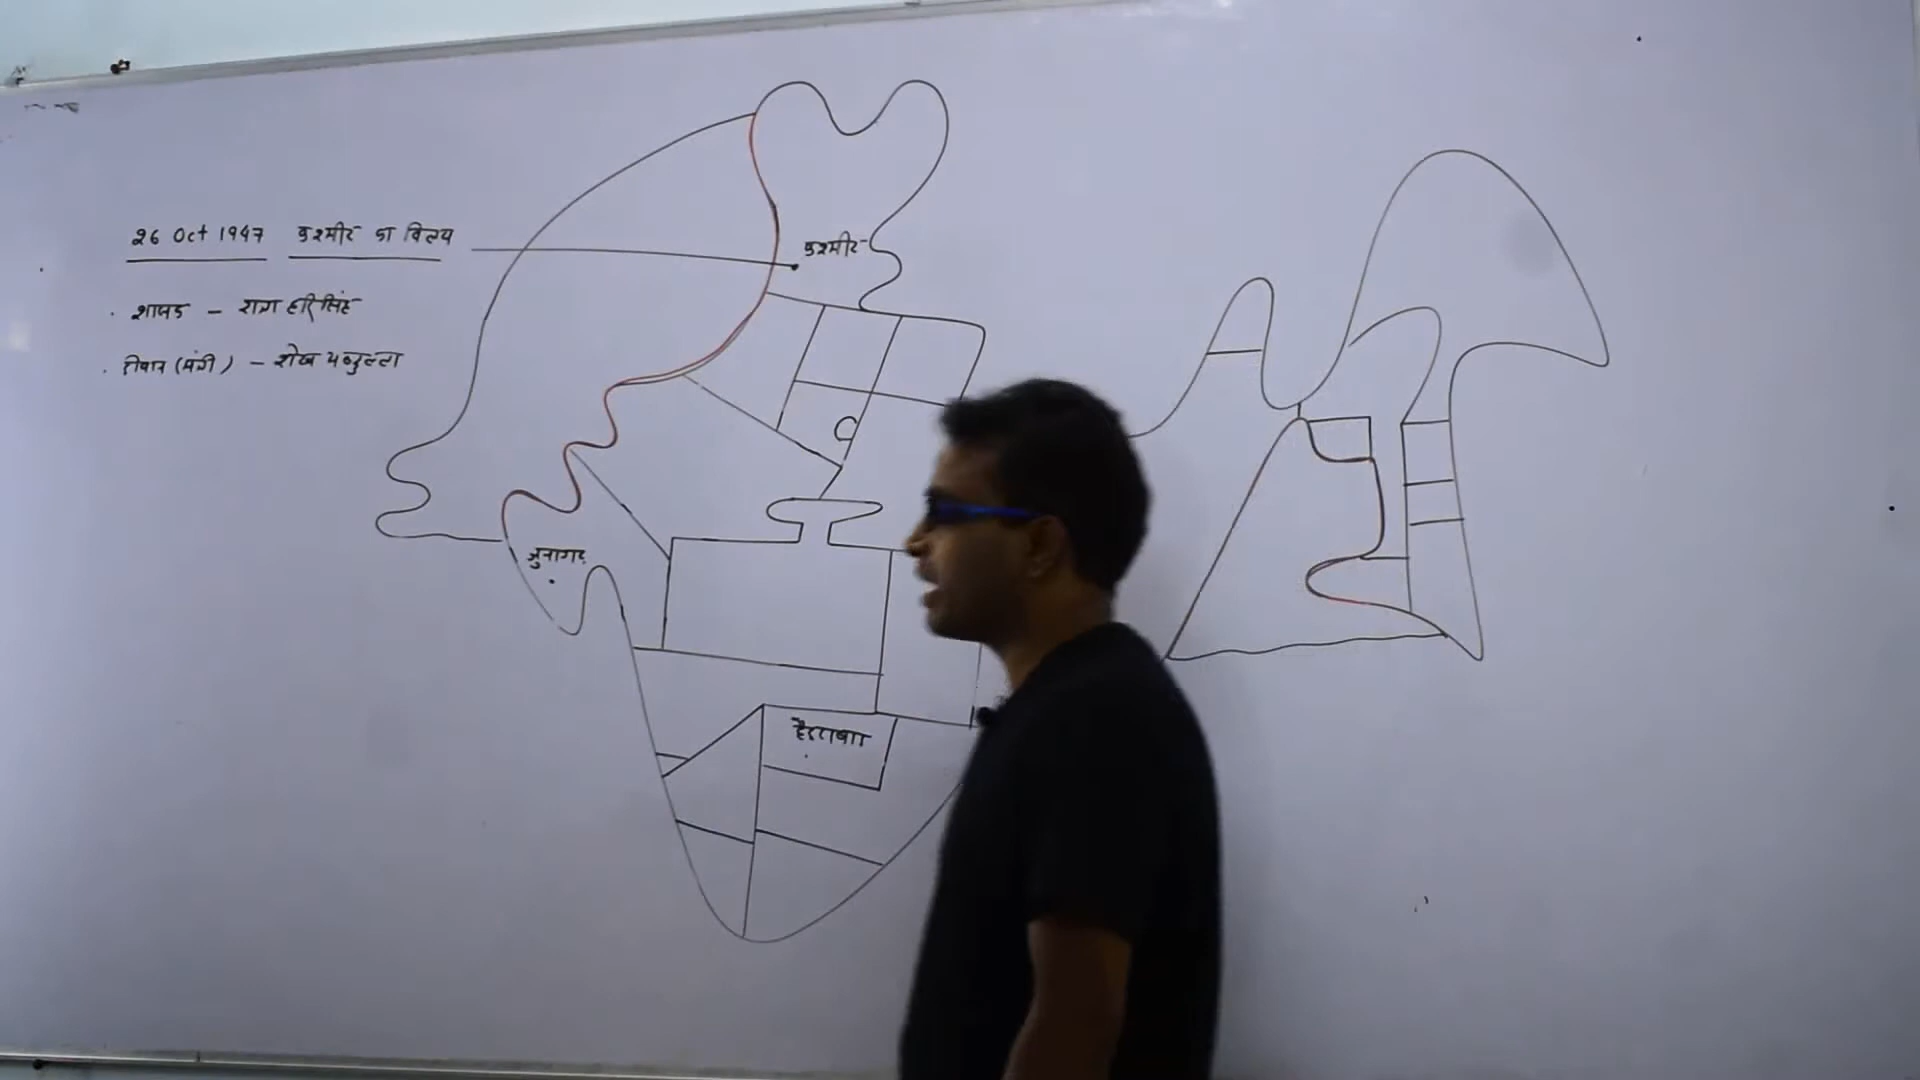 26 Oct 1947 कश्मीर का विलय
कश्मीर
· शासक – राजा हरिसिंह
· दिवान (मंत्री) – शेख अब्दुल्ला
जुनागढ़
हैदराबाद